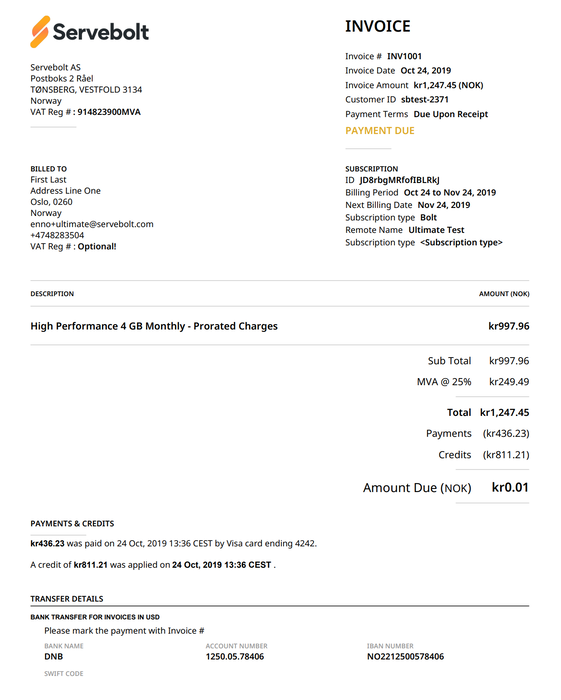 Servebolt
INVOICE
Servebolt AS
Postboks 2 Råel
TØNSBERG, VESTFOLD 3134
Norway
VAT Reg # : 914823900MVA
Invoice # INV1001
Invoice Date Oct 24, 2019
Invoice Amount kr1,247.45 (NOK)
Customer ID sbtest-2371
Payment Terms Due Upon Receipt
PAYMENT DUE
BILLED TO
First Last
Address Line One
Oslo, 0260
Norway
enno+ultimate@servebolt.com
+4748283504
VAT Reg # : Optional!
SUBSCRIPTION
ID JD8rbgMRfofIBLRkJ
Billing Period Oct 24 to Nov 24, 2019
Next Billing Date Nov 24, 2019
Subscription type Bolt
Remote Name Ultimate Test
Subscription type <Subscription type>
DESCRIPTION AMOUNT (NOK)
High Performance 4 GB Monthly - Prorated Charges kr997.96
Sub Total kr997.96
MVA @ 25% kr249.49
Total kr1,247.45
Payments (kr436.23)
Credits (kr811.21)
Amount Due (NOK) kr0.01
PAYMENTS & CREDITS
kr436.23 was paid on 24 Oct, 2019 13:36 CEST by Visa card ending 4242.
A credit of kr811.21 was applied on 24 Oct, 2019 13:36 CEST .
TRANSFER DETAILS
BANK TRANSFER FOR INVOICES IN USD
Please mark the payment with Invoice #
BANK NAME ACCOUNT NUMBER IBAN NUMBER
DNB 1250.05.78406 NO2212500578406
SWIFT CODE